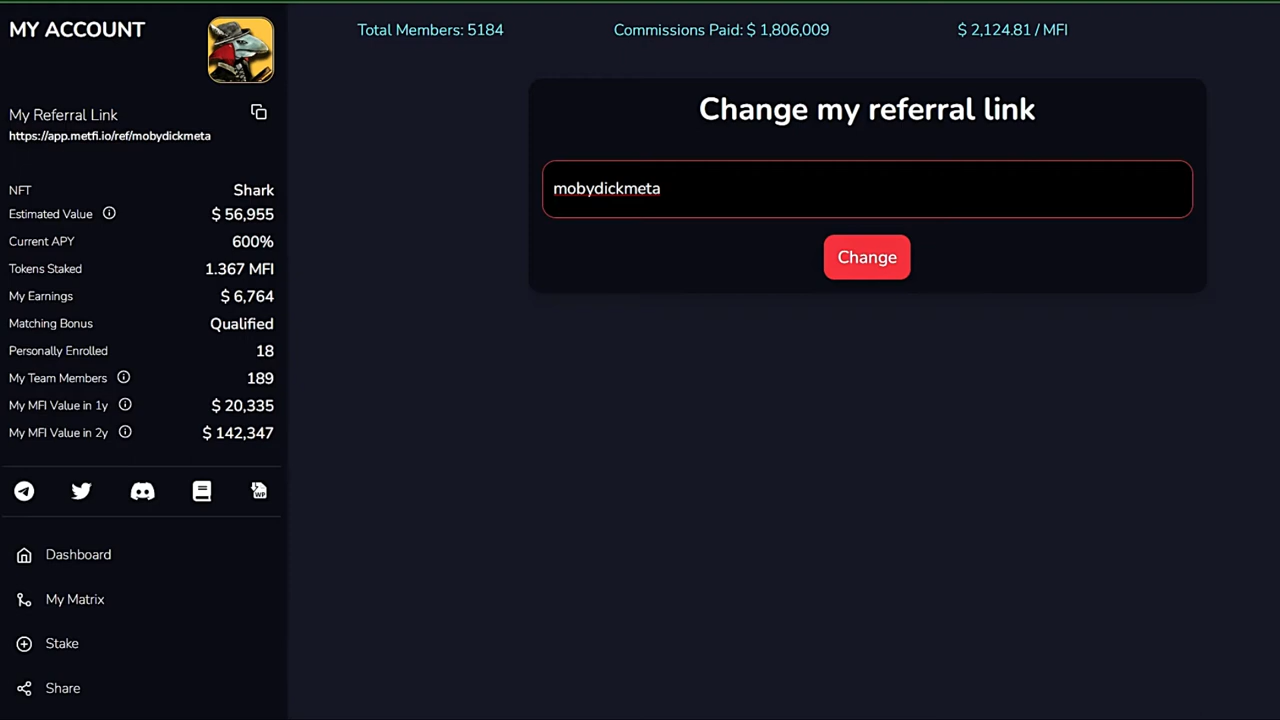 MY ACCOUNT
My Referral Link
https://app.metfi.io/ref/mobydickmeta
NFT Shark
Estimated Value $ 56,955
Current APY 600%
Tokens Staked 1.367 MFI
My Earnings $ 6,764
Matching Bonus Qualified
Personally Enrolled 18
My Team Members 189
My MFI Value in 1y $ 20,335
My MFI Value in 2y $ 142,347
WP
Dashboard
My Matrix
Stake
Share
Total Members: 5184 Commissions Paid: $ 1,806,009 $ 2,124.81 / MFI
Change my referral link
mobydickmeta
Change